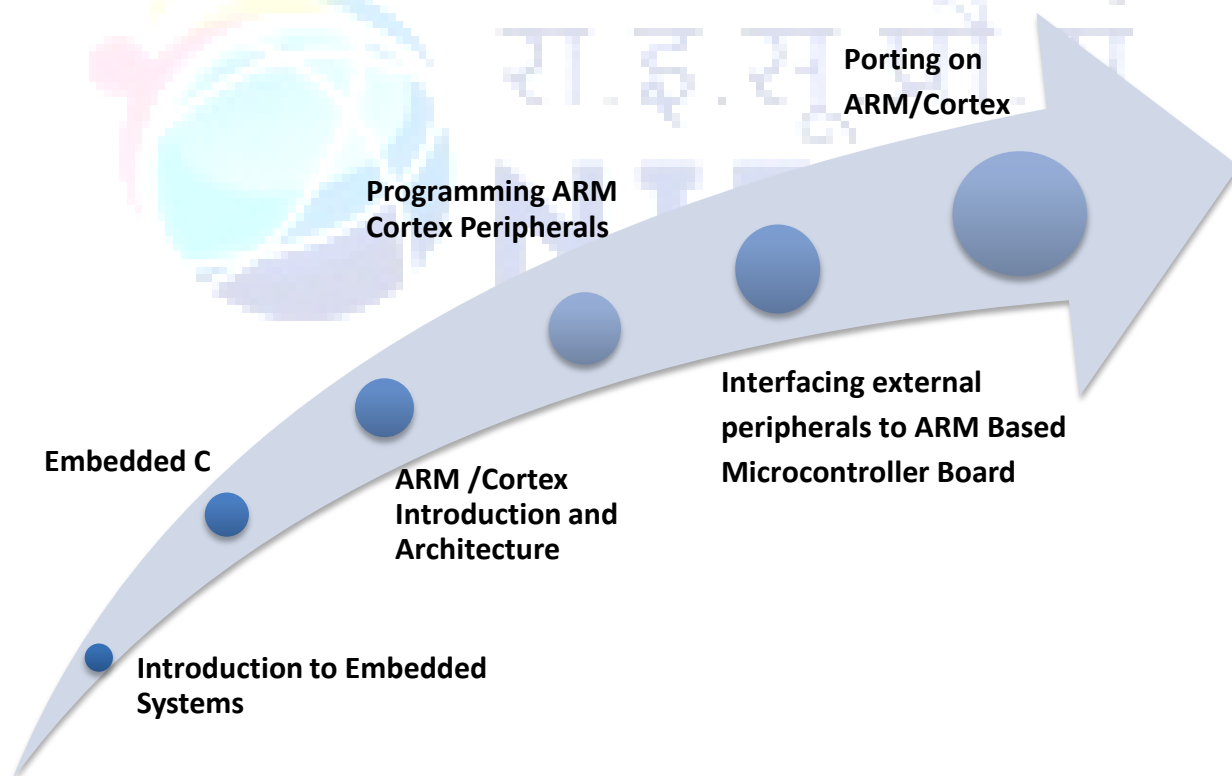 Porting on
ARM/Cortex
Programming ARM
Cortex Peripherals
Interfacing external
peripherals to ARM Based
Microcontroller Board
Embedded C
ARM /Cortex
Introduction and
Architecture
Introduction to Embedded
Systems